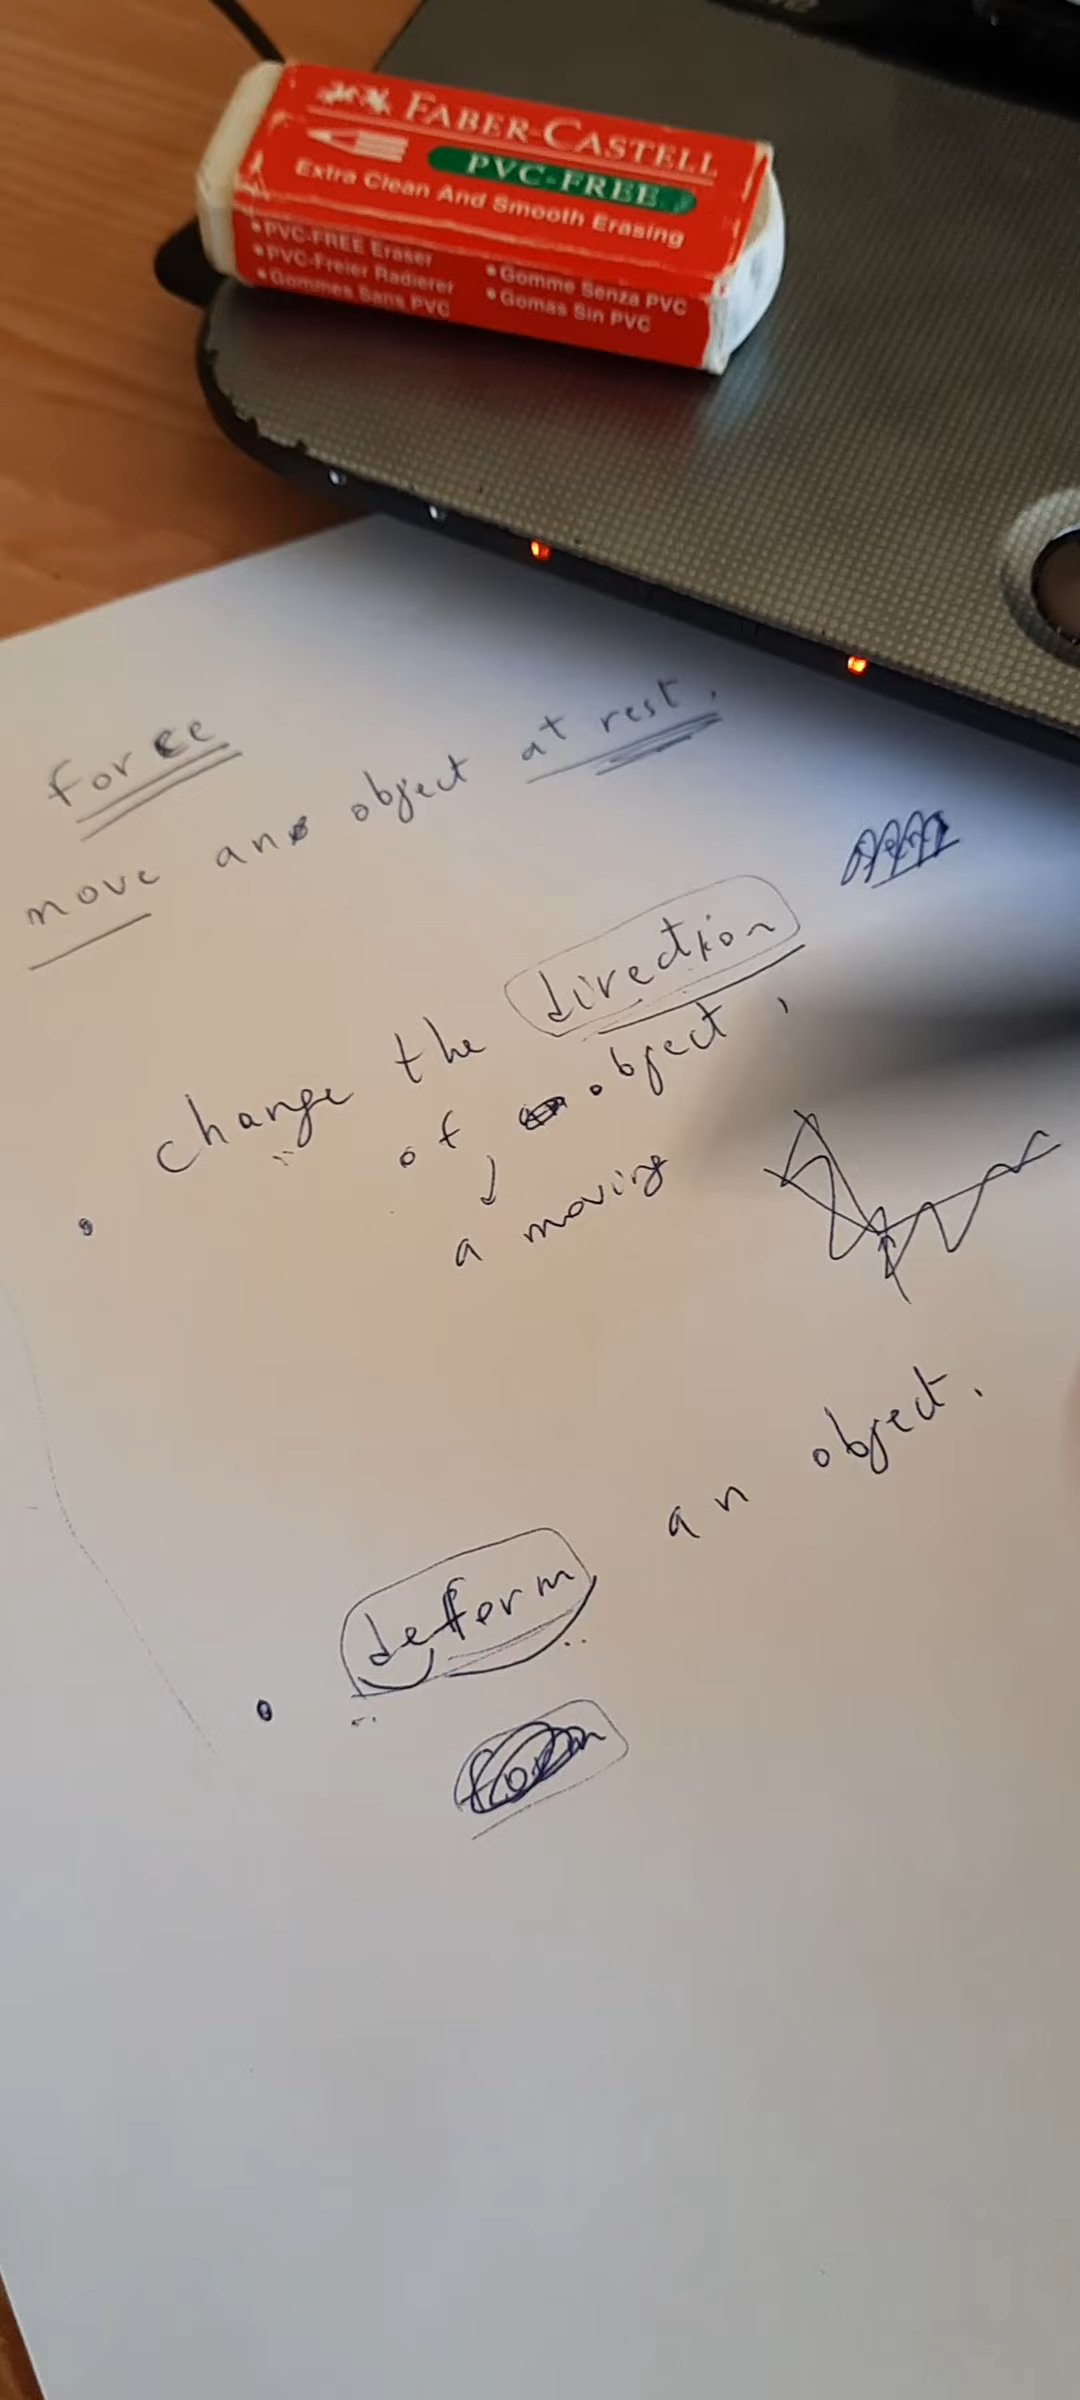 FABER-CASTELL
PVC-FREE
Extra Clean And Smooth Erasing
•PVC-FREE Eraser
•PVC-Freier Radierer
•Gommes Sans PVC
•Gomme Senza PVC
•Gomas Sin PVC
force
move an object at rest.
change the direction
of object,
a moving
defform an object.